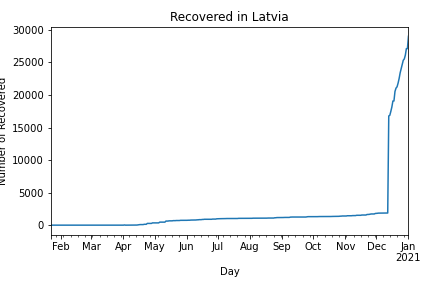 Recovered in Latvia
Number of Recovered
30000
25000
20000
15000
10000
5000
0
Feb Mar Apr May Jun Jul Aug Sep Oct Nov Dec Jan
2021
Day